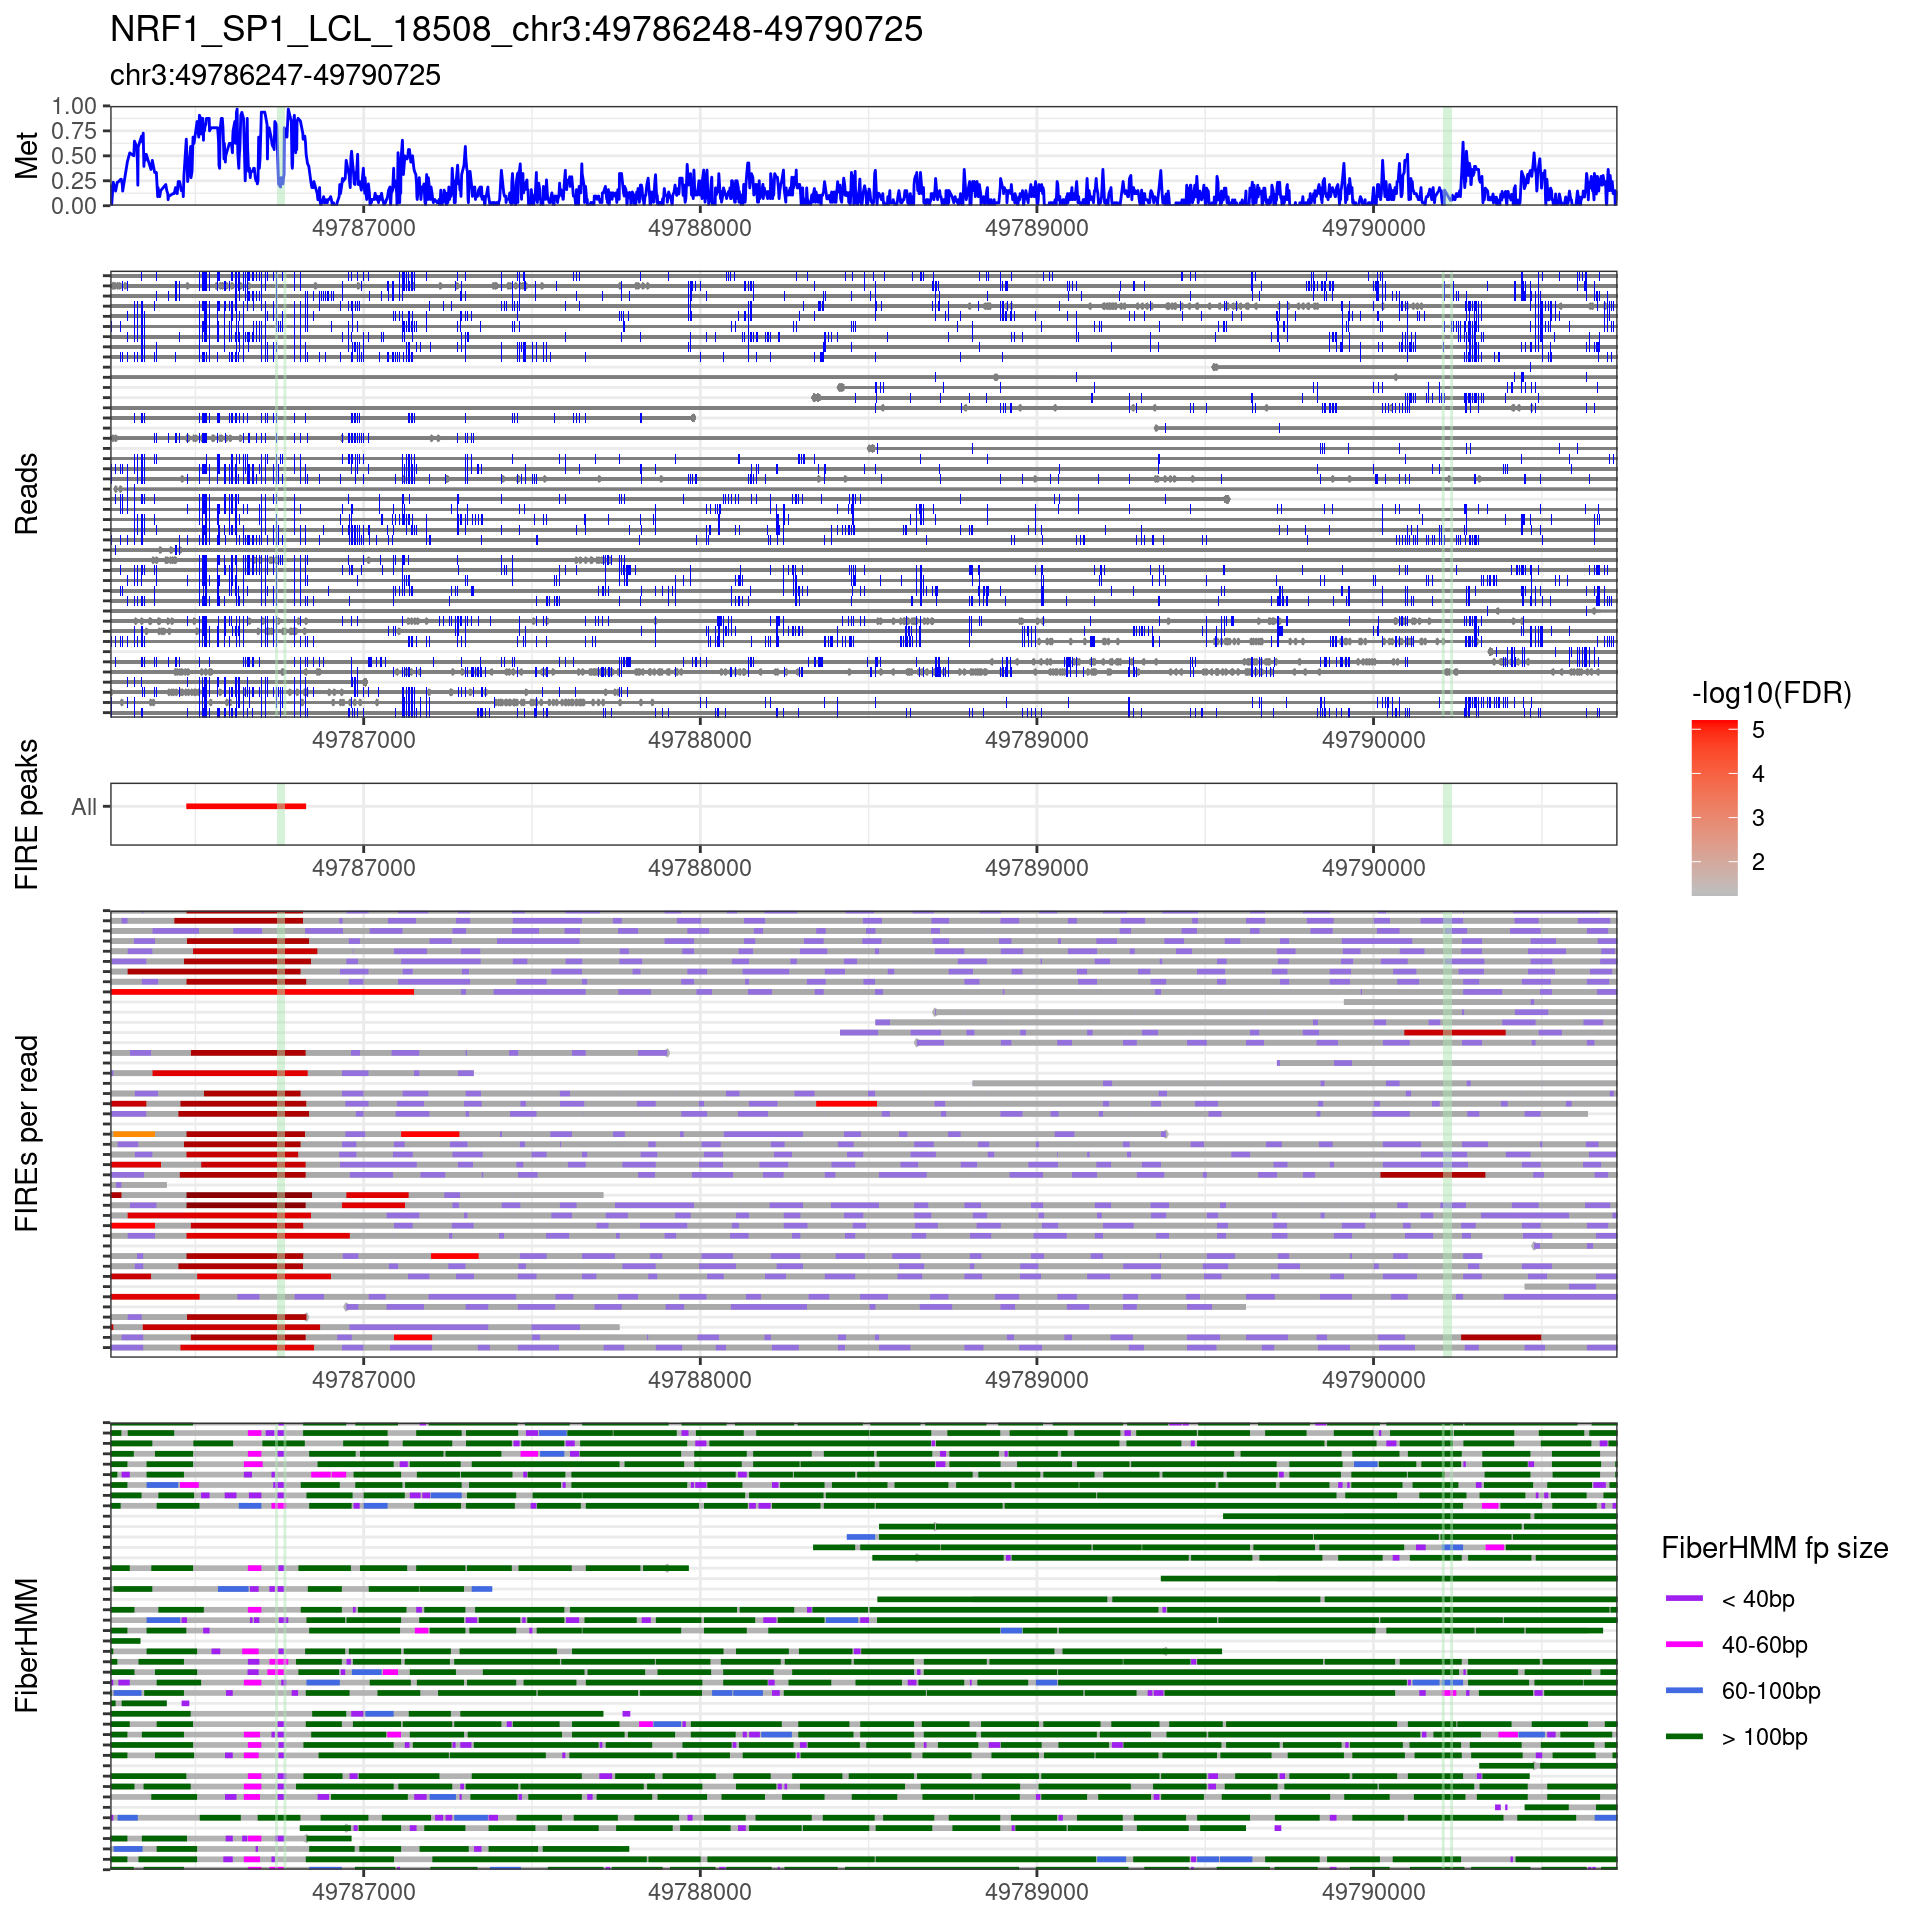 NRF1_SP1_LCL_18508_chr3:49786248-49790725
chr3:49786247-49790725
Met
1.00
0.75
0.50
0.25
0.00
49787000 49788000 49789000 49790000
Reads
49787000 49788000 49789000 49790000
FIRE peaks
All
49787000 49788000 49789000 49790000
-log10(FDR)
5
4
3
2
FIREs per read
49787000 49788000 49789000 49790000
FiberHMM
49787000 49788000 49789000 49790000
FiberHMM fp size
< 40bp
40-60bp
60-100bp
> 100bp